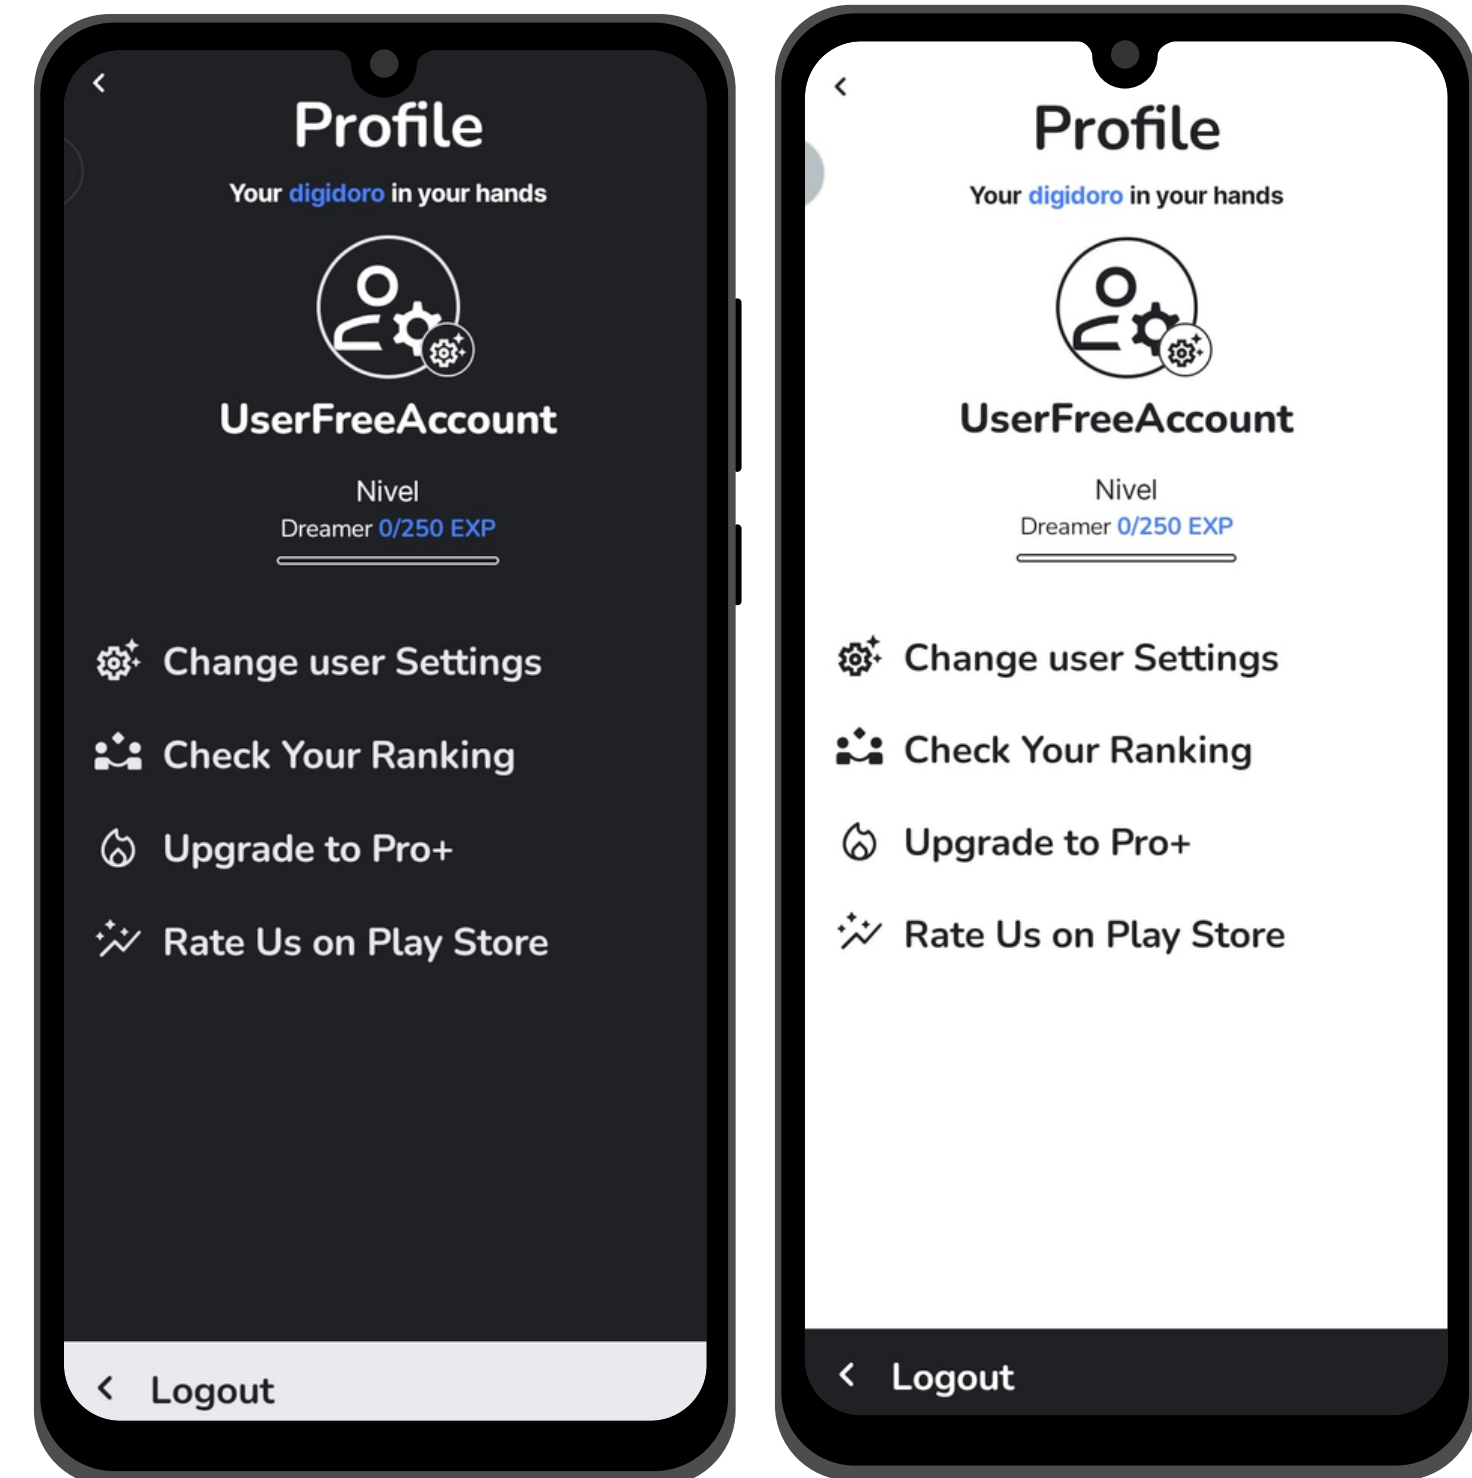 Profile
Your digidoro in your hands
UserFreeAccount
Nivel
Dreamer 0/250 EXP
Change user Settings
Check Your Ranking
Upgrade to Pro+
Rate Us on Play Store
Logout
Profile
Your digidoro in your hands
UserFreeAccount
Nivel
Dreamer 0/250 EXP
Change user Settings
Check Your Ranking
Upgrade to Pro+
Rate Us on Play Store
Logout